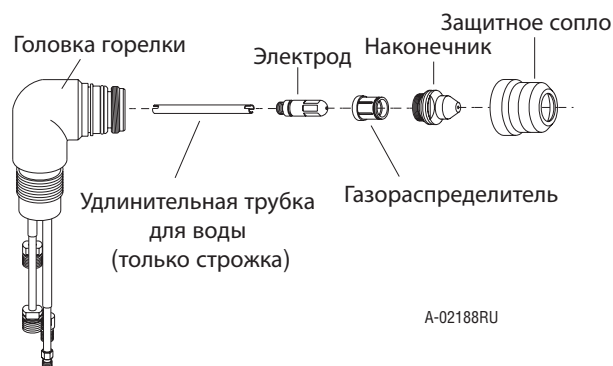 Защитное сопло
Головка горелки
Наконечник
Электрод
Удлинительная трубка
для воды
(только строжка)
Газораспределитель
A-02188RU